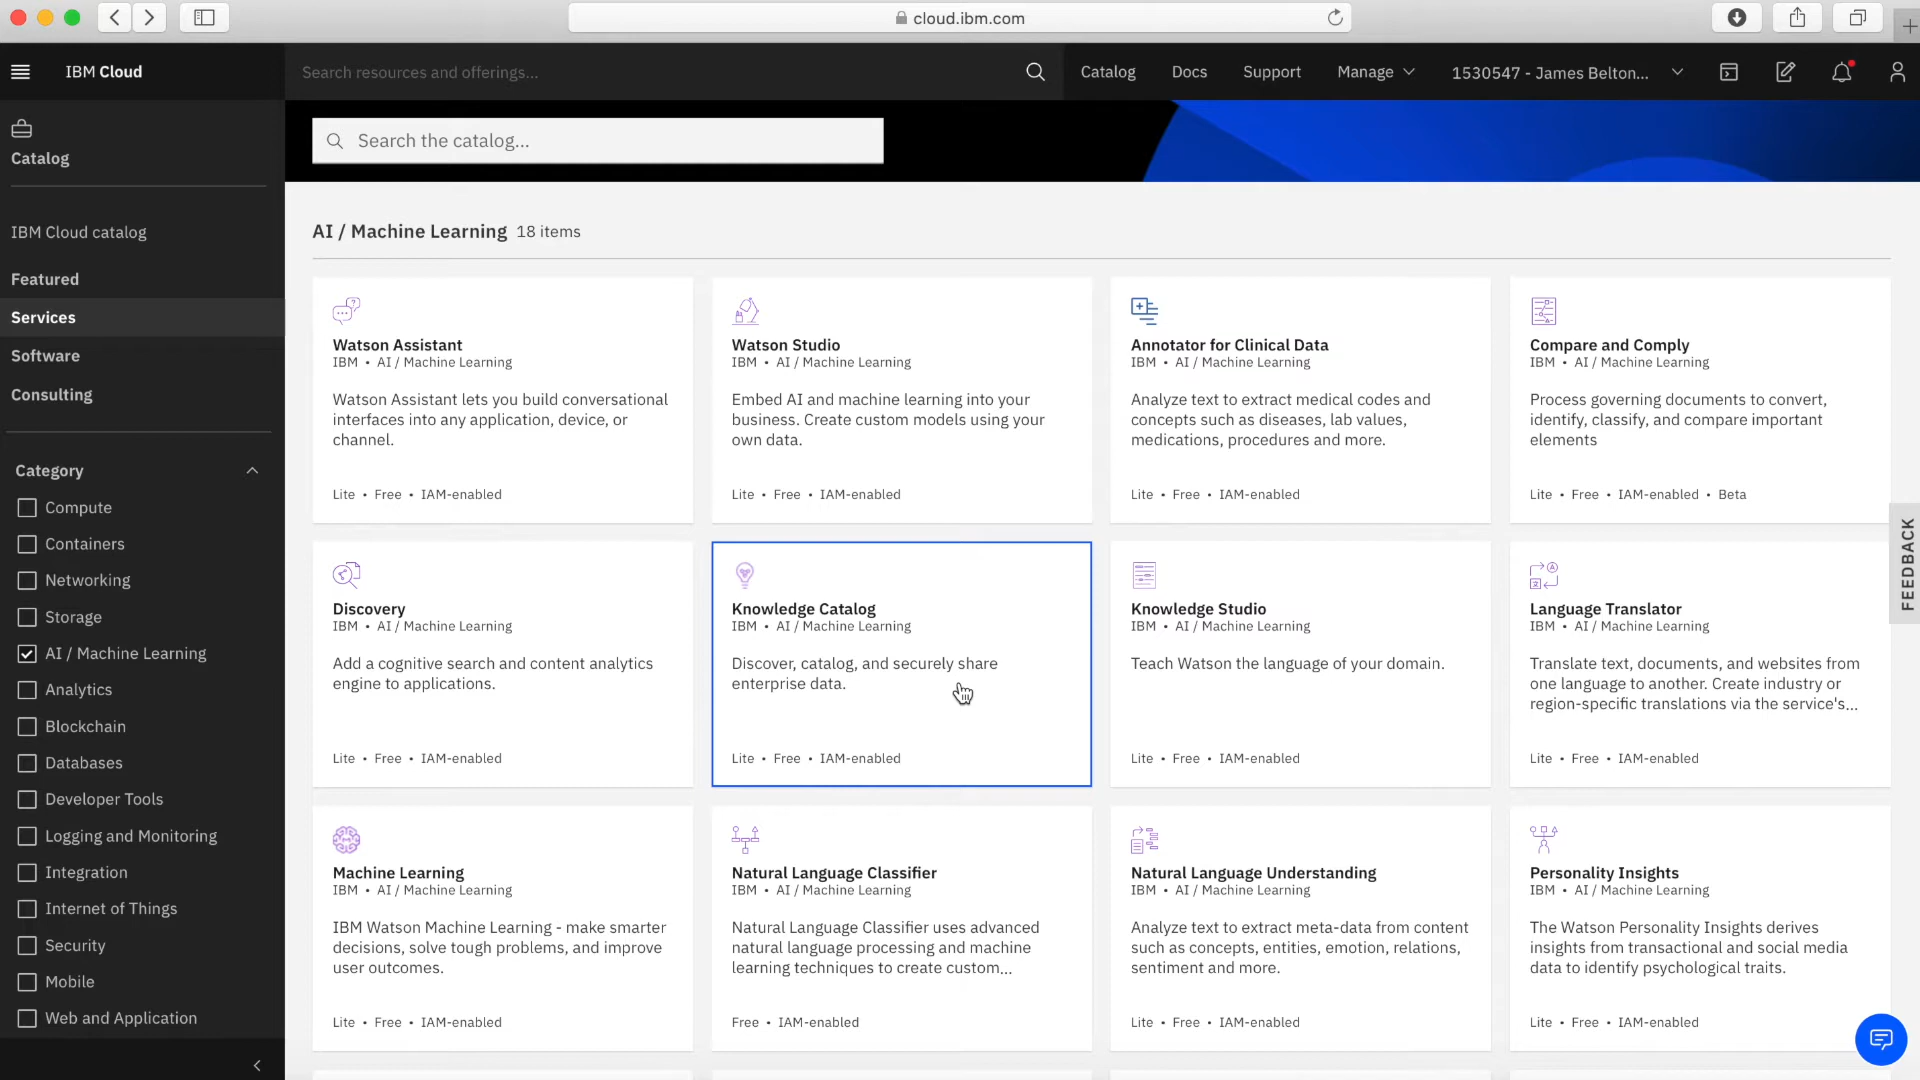 cloud.ibm.com
IBM Cloud
Search resources and offerings...
Catalog
Docs
Support
Manage
1530547 - James Belton...
Catalog
IBM Cloud catalog
Featured
Services
Software
Consulting
Category
Compute
Containers
Networking
Storage
AI / Machine Learning
Analytics
Blockchain
Databases
Developer Tools
Logging and Monitoring
Integration
Internet of Things
Security
Mobile
Web and Application
Search the catalog...
AI / Machine Learning 18 items
Watson Assistant
IBM • AI / Machine Learning
Watson Assistant lets you build conversational
interfaces into any application, device, or
channel.
Lite • Free • IAM-enabled
Watson Studio
IBM • AI / Machine Learning
Embed AI and machine learning into your
business. Create custom models using your
own data.
Lite • Free • IAM-enabled
Annotator for Clinical Data
IBM • AI / Machine Learning
Analyze text to extract medical codes and
concepts such as diseases, lab values,
medications, procedures and more.
Lite • Free • IAM-enabled
Compare and Comply
IBM • AI / Machine Learning
Process governing documents to convert,
identify, classify, and compare important
elements
Lite • Free • IAM-enabled • Beta
Discovery
IBM • AI / Machine Learning
Add a cognitive search and content analytics
engine to applications.
Lite • Free • IAM-enabled
Knowledge Catalog
IBM • AI / Machine Learning
Discover, catalog, and securely share
enterprise data.
Lite • Free • IAM-enabled
Knowledge Studio
IBM • AI / Machine Learning
Teach Watson the language of your domain.
Lite • Free • IAM-enabled
Language Translator
IBM • AI / Machine Learning
Translate text, documents, and websites from
one language to another. Create industry or
region-specific translations via the service's...
Lite • Free • IAM-enabled
Machine Learning
IBM • AI / Machine Learning
IBM Watson Machine Learning - make smarter
decisions, solve tough problems, and improve
user outcomes.
Lite • Free • IAM-enabled
Natural Language Classifier
IBM • AI / Machine Learning
Natural Language Classifier uses advanced
natural language processing and machine
learning techniques to create custom...
Free • IAM-enabled
Natural Language Understanding
IBM • AI / Machine Learning
Analyze text to extract meta-data from content
such as concepts, entities, emotion, relations,
sentiment and more.
Lite • Free • IAM-enabled
Personality Insights
IBM • AI / Machine Learning
The Watson Personality Insights derives
insights from transactional and social media
data to identify psychological traits.
Lite • Free • IAM-enabled
FEEDBACK